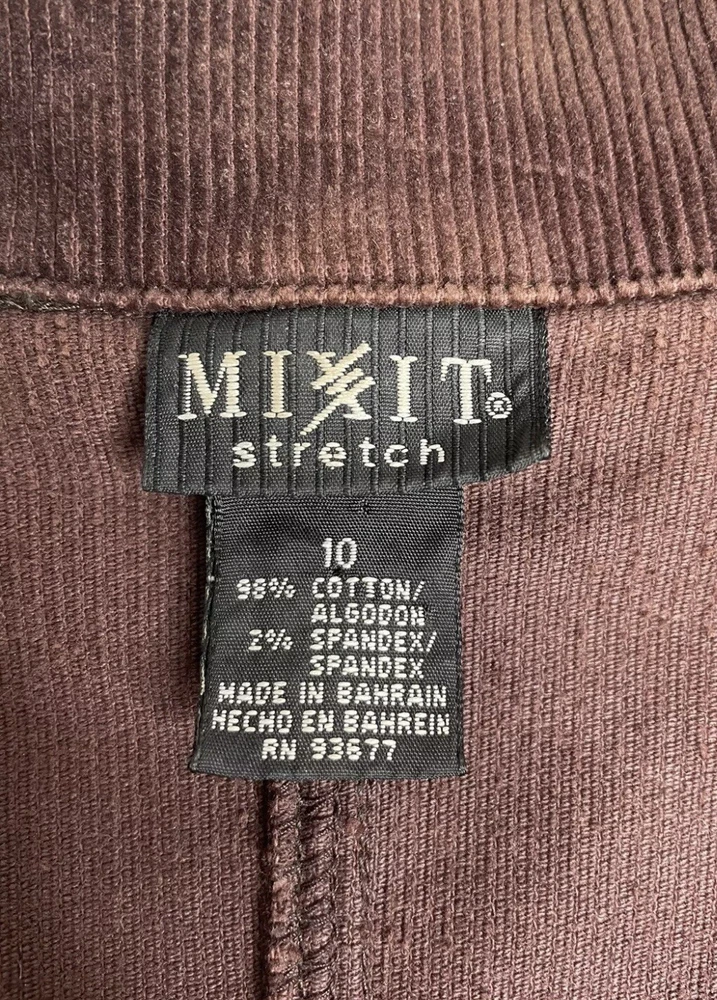 MIXIT®
stretch
10
98% COTTON/
ALGODON
2% SPANDEX/
SPANDEX
MADE IN BAHRAIN
HECHO EN BAHREIN
RN 93677